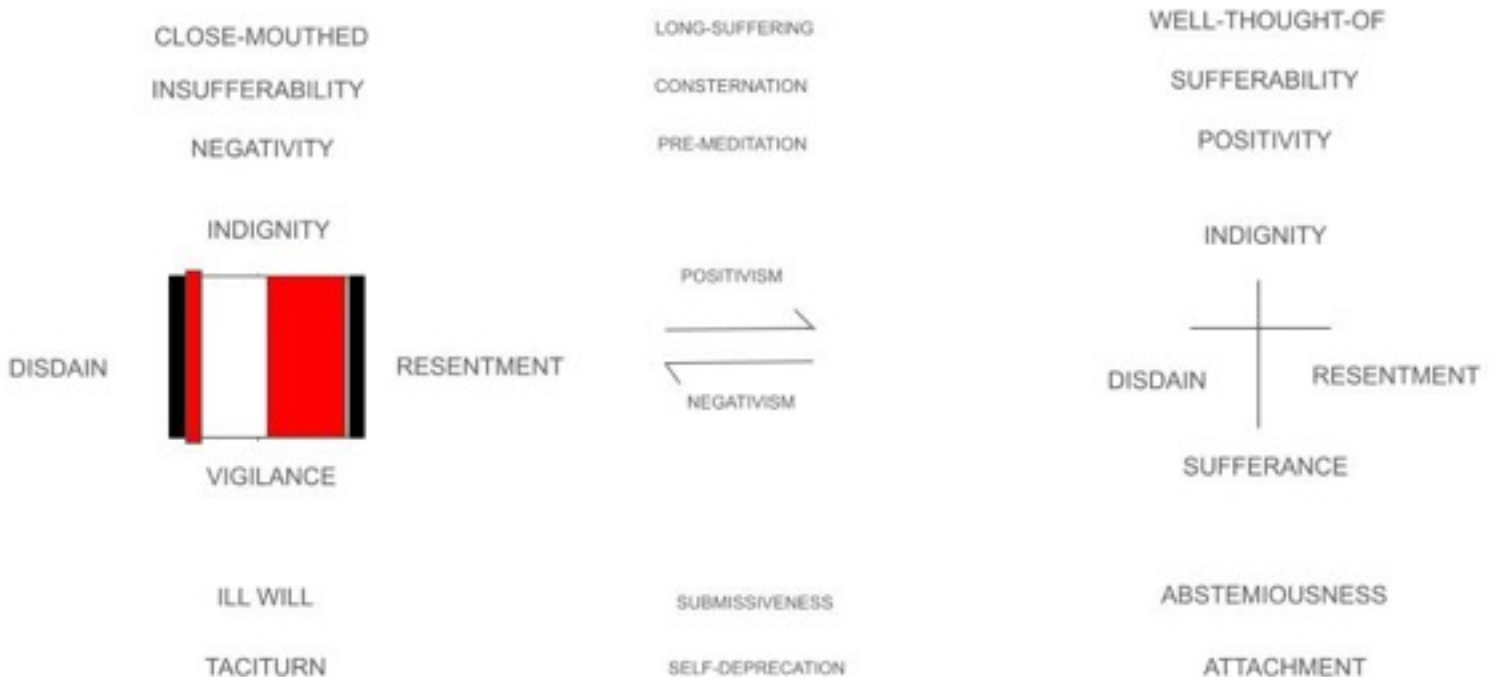 CLOSE-MOUTHED
INSUFFERABILITY
NEGATIVITY
INDIGNITY
DISDAIN
RESENTMENT
VIGILANCE
ILL WILL
TACITURN
LONG-SUFFERING
CONSTERNATION
PRE-MEDITATION
POSITIVISM
NEGATIVISM
SUBMISSIVENESS
SELF-DEPRECATION
WELL-THOUGHT-OF
SUFFERABILITY
POSITIVITY
INDIGNITY
DISDAIN
RESENTMENT
SUFFERANCE
ABSTEMIOUSNESS
ATTACHMENT